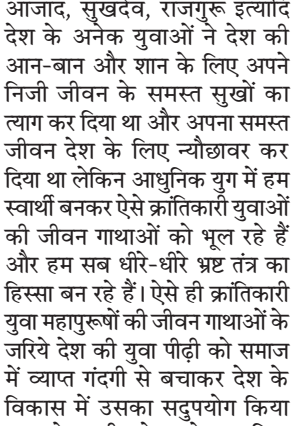 आजाद, सुखदेव, राजगुरू इत्यादि
देश के अनेक युवाओं ने देश की
आन-बान और शान के लिए अपने
निजी जीवन के समस्त सुखों का
त्याग कर दिया था और अपना समस्त
जीवन देश के लिए न्यौछावर कर
दिया था लेकिन आधुनिक युग में हम
स्वार्थी बनकर ऐसे क्रांतिकारी युवाओं
की जीवन गाथाओं को भूल रहे हैं
और हम सब धीरे-धीरे भ्रष्ट तंत्र का
हिस्सा बन रहे हैं। ऐसे ही क्रांतिकारी
युवा महापुरूषों की जीवन गाथाओं के
जरिये देश की युवा पीढ़ी को समाज
में व्याप्त गंदगी से बचाकर देश के
विकास में उसका सदुपयोग किया